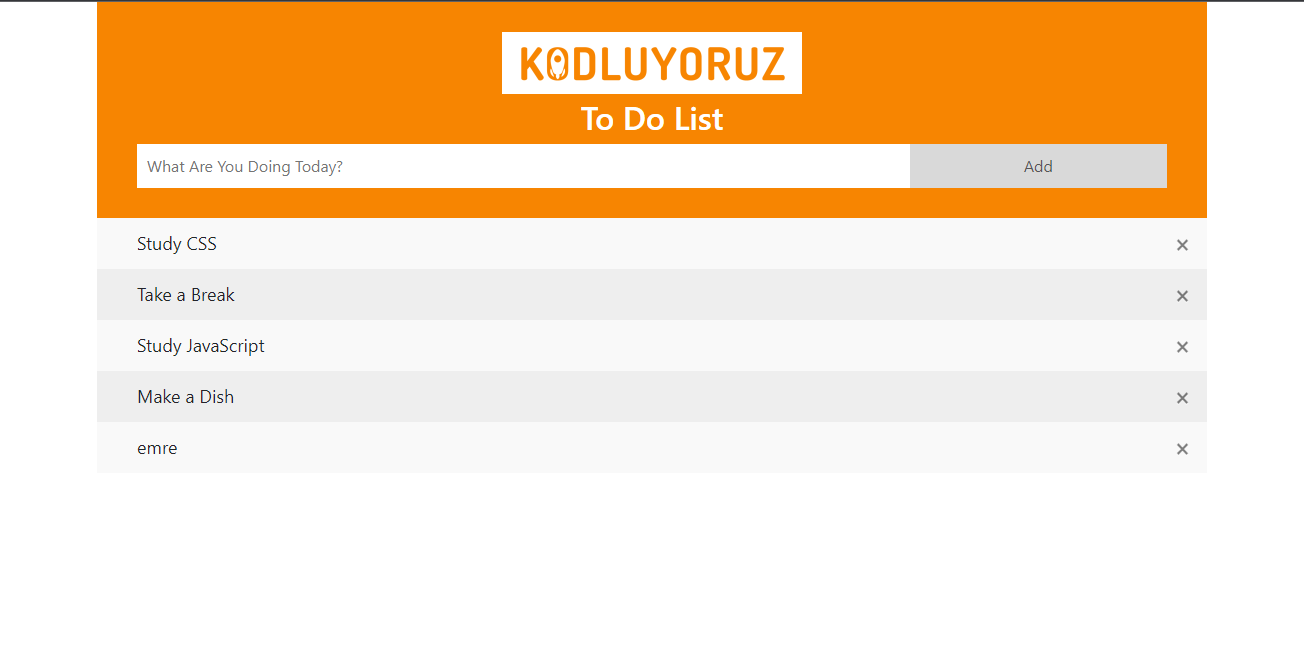 KODLUYORUZ
To Do List
What Are You Doing Today?
Add
Study CSS
×
Take a Break
×
Study JavaScript
×
Make a Dish
×
emre
×